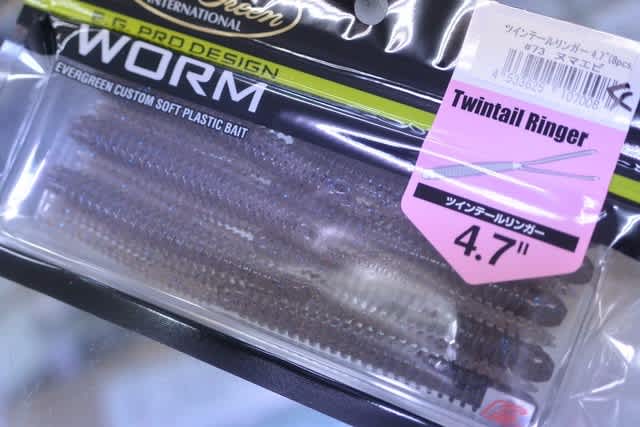 Green
INTERNATIONAL
E.G. PRO DESIGN
WORM
EVERGREEN CUSTOM SOFT PLASTIC BAIT
ツインテールリンガー 4.7"(8pcs
#73 ヌマエビ
Twintail Ringer
ツインテールリンガー
4.7"